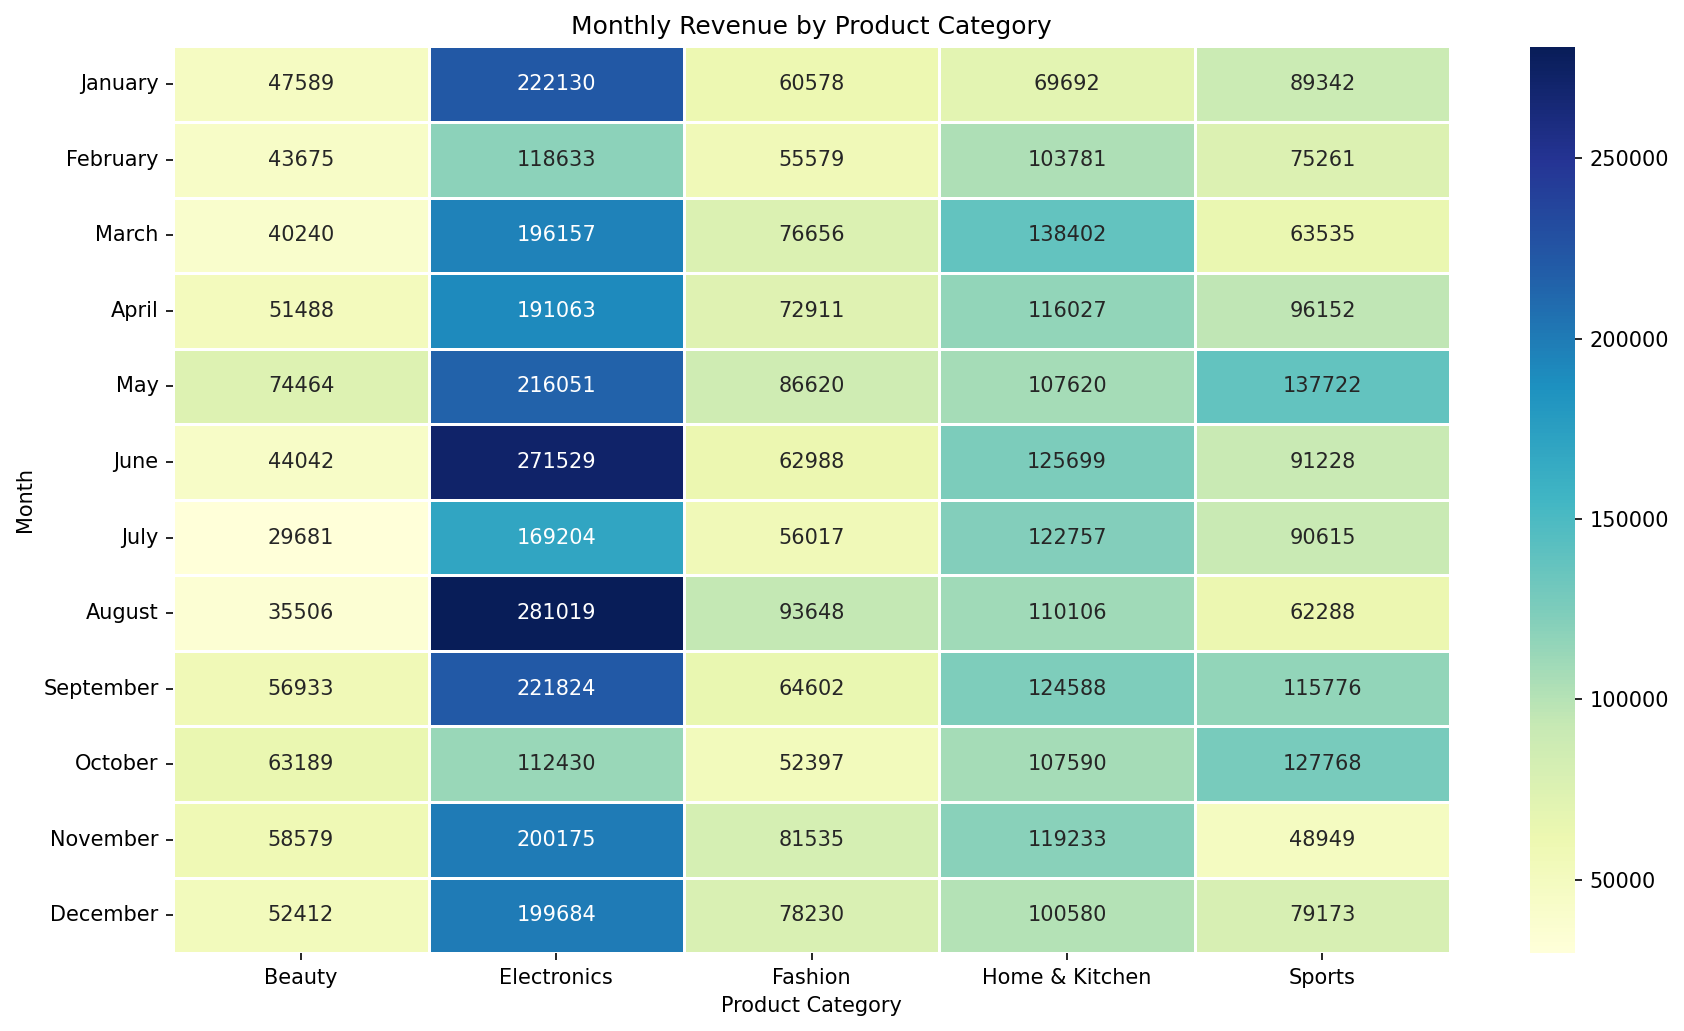 Monthly Revenue by Product Category
January 47589 222130 60578 69692 89342
February 43675 118633 55579 103781 75261
March 40240 196157 76656 138402 63535
April 51488 191063 72911 116027 96152
May 74464 216051 86620 107620 137722
June 44042 271529 62988 125699 91228
July 29681 169204 56017 122757 90615
August 35506 281019 93648 110106 62288
September 56933 221824 64602 124588 115776
October 63189 112430 52397 107590 127768
November 58579 200175 81535 119233 48949
December 52412 199684 78230 100580 79173
Beauty Electronics Fashion Home & Kitchen Sports
Product Category
Month
250000
200000
150000
100000
50000